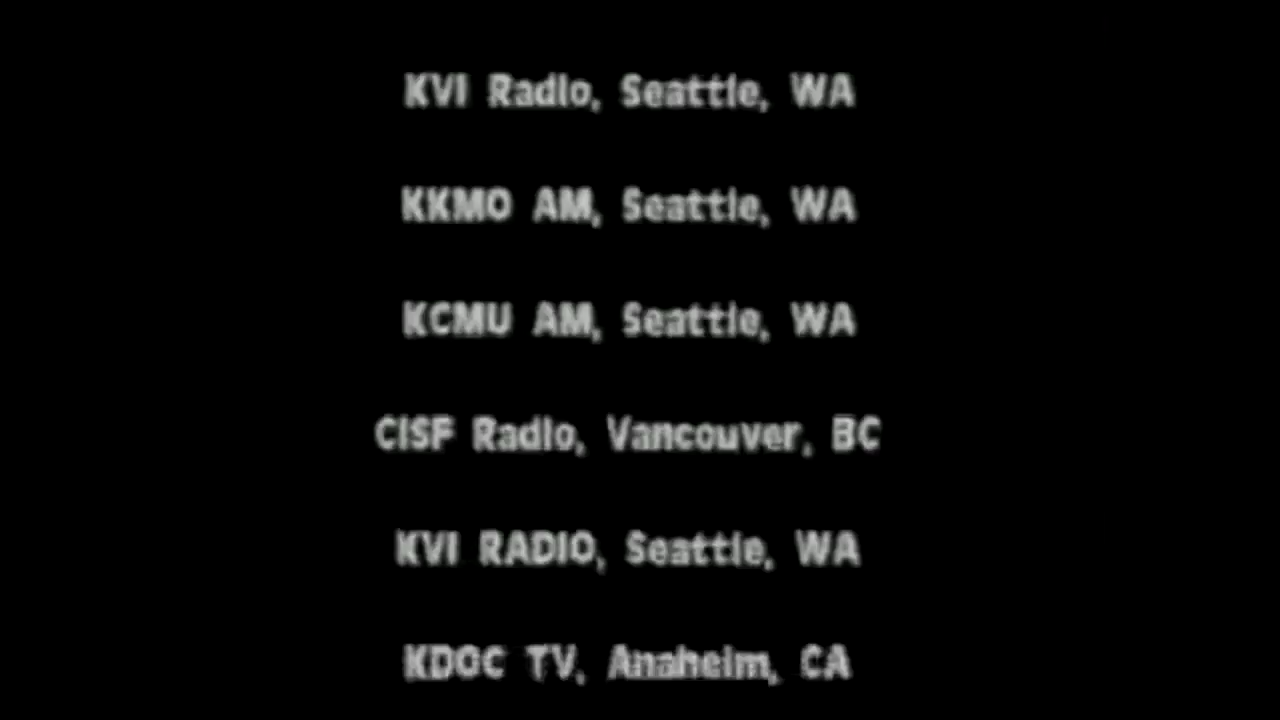 KVI Radio, Seattle, WA
KKMO AM, Seattle, WA
KCMU AM, Seattle, WA
CISF Radio, Vancouver, BC
KVI RADIO, Seattle, WA
KDOC TV, Anaheim, CA